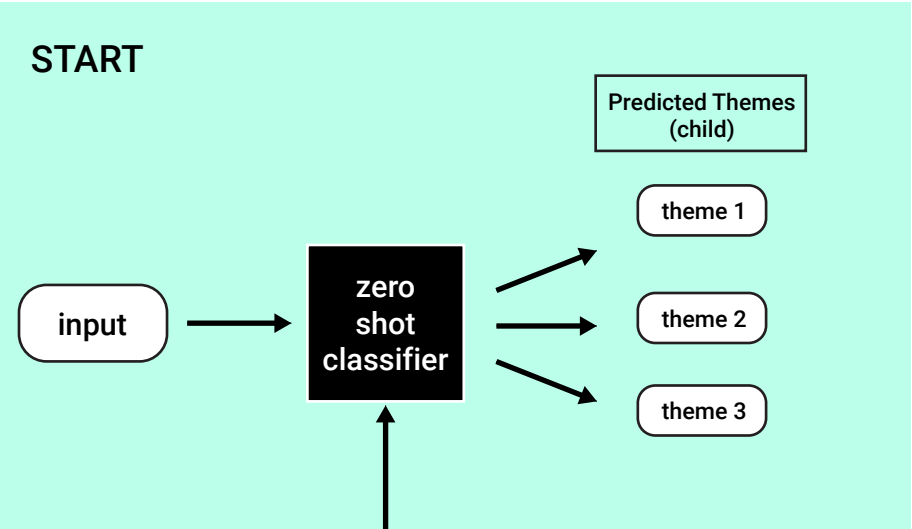 START
Predicted Themes
(child)
theme 1
input
zero
shot
classifier
theme 2
theme 3